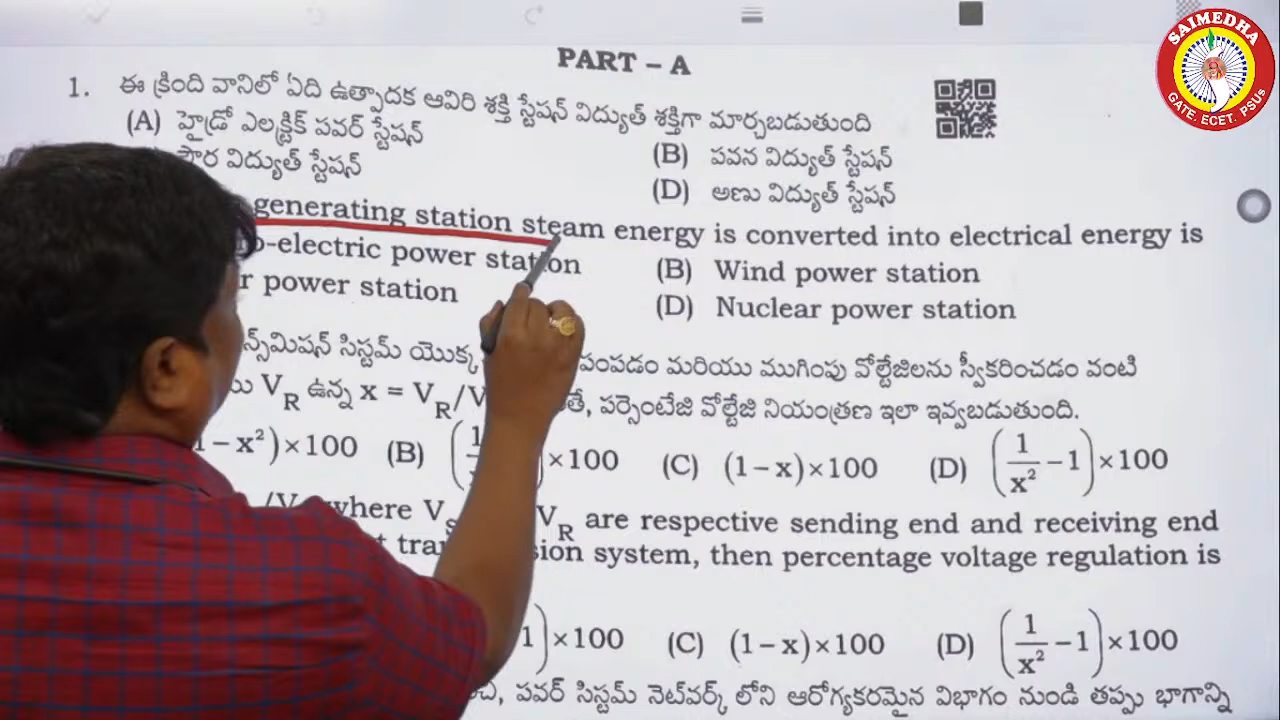 SAIMEDHA
GATE. ECET. PSUs
PART – A
1. ఈ క్రింది వానిలో ఏది ఉత్పాదక ఆవిరి శక్తి స్టేషన్ విద్యుత్ శక్తిగా మార్చబడుతుంది
(A) హైడ్రో ఎలక్ట్రిక్ పవర్ స్టేషన్
(B) పవన విద్యుత్ స్టేషన్
సౌర విద్యుత్ స్టేషన్
(D) అణు విద్యుత్ స్టేషన్
generating station steam energy is converted into electrical energy is
-electric power station (B) Wind power station
power station (D) Nuclear power station
సిస్టమ్ యొక్క పంపడం మరియు ముగింపు వోల్టేజిలను స్వీకరించడం వంటి
V_R ఉన్న x = V_R/V పర్సెంటేజి వోల్టేజి నియంత్రణ ఇలా ఇవ్వబడుతుంది.
– x²) × 100 (B) × 100 (C) (1 – x) × 100 (D) (1/x² – 1) × 100
where V V_R are respective sending end and receiving end
system, then percentage voltage regulation is
1) × 100 (C) (1 – x) × 100 (D) (1/x² – 1) × 100
పవర్ సిస్టమ్ నెట్‌వర్క్ లోని ఆరోగ్యకరమైన విభాగం నుండి తప్పు భాగాన్ని